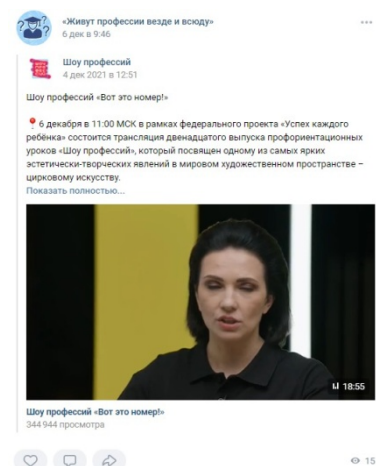 «Живут профессии везде и всюду»
6 дек в 9:46
Шоу профессий
4 дек 2021 в 12:51
Шоу профессий «Вот это номер!»
6 декабря в 11:00 МСК в рамках федерального проекта «Успех каждого
ребёнка» состоится трансляция двенадцатого выпуска профориентационных
уроков «Шоу профессий», который посвящен одному из самых ярких
эстетически-творческих явлений в мировом художественном пространстве –
цирковому искусству.
Показать полностью...
18:55
Шоу профессий «Вот это номер!»
344 944 просмотра
15